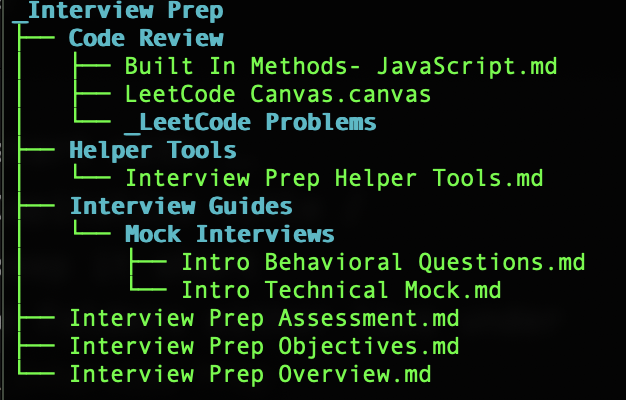 _Interview Prep
├── Code Review
│   ├── Built In Methods- JavaScript.md
│   ├── LeetCode Canvas.canvas
│   └── _LeetCode Problems
├── Helper Tools
│   └── Interview Prep Helper Tools.md
├── Interview Guides
│   └── Mock Interviews
│       ├── Intro Behavioral Questions.md
│       └── Intro Technical Mock.md
├── Interview Prep Assessment.md
├── Interview Prep Objectives.md
└── Interview Prep Overview.md